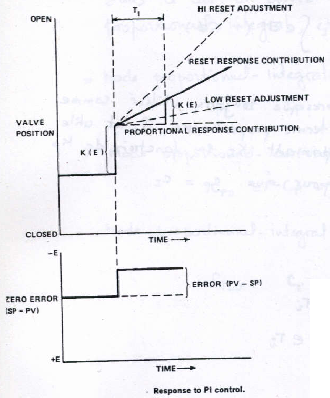 OPEN
T₁
HI RESET ADJUSTMENT
RESET RESPONSE CONTRIBUTION
K (E)
LOW RESET ADJUSTMENT
VALVE
POSITION
PROPORTIONAL RESPONSE CONTRIBUTION
K (E)
CLOSED
TIME
-E
ZERO ERROR
(SP - PV)
ERROR (PV - SP)
+E
TIME
Response to PI control.